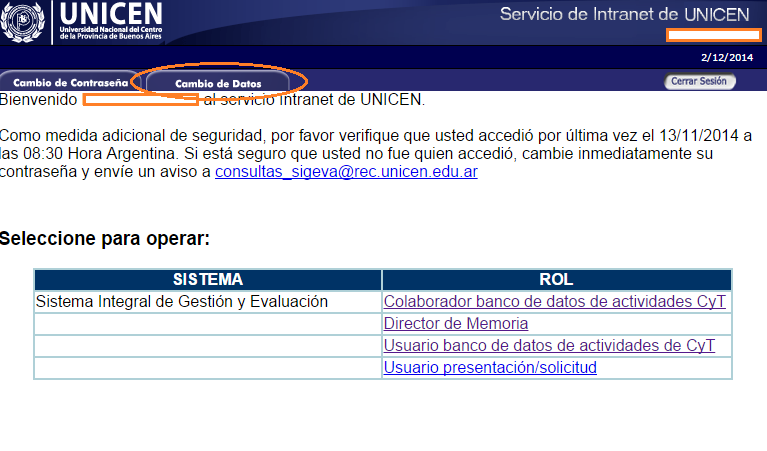 UNICEN
Universidad Nacional del Centro
de la Provincia de Buenos Aires
Servicio de Intranet de UNICEN
2/12/2014
Cambio de Contraseña
Cambio de Datos
Cerrar Sesión
Bienvenido al servicio Intranet de UNICEN.
Como medida adicional de seguridad, por favor verifique que usted accedió por última vez el 13/11/2014 a
las 08:30 Hora Argentina. Si está seguro que usted no fue quien accedió, cambie inmediatamente su
contraseña y envíe un aviso a consultas_sigeva@rec.unicen.edu.ar
Seleccione para operar:
SISTEMA ROL
Sistema Integral de Gestión y Evaluación Colaborador banco de datos de actividades CyT
Director de Memoria
Usuario banco de datos de actividades de CyT
Usuario presentación/solicitud